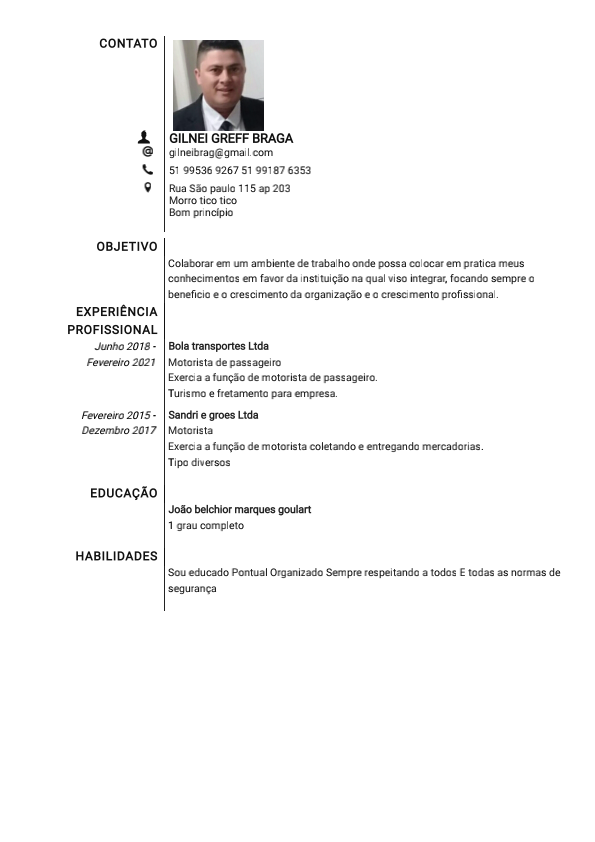 CONTATO
GILNEI GREFF BRAGA
gilneibrag@gmail.com
51 99536 9267 51 99187 6353
Rua São paulo 115 ap 203
Morro tico tico
Bom princípio
OBJETIVO
Colaborar em um ambiente de trabalho onde possa colocar em pratica meus
conhecimentos em favor da instituição na qual viso integrar, focando sempre o
beneficio e o crescimento da organização e o crescimento profissional.
EXPERIÊNCIA
PROFISSIONAL
Junho 2018 -
Fevereiro 2021
Bola transportes Ltda
Motorista de passageiro
Exercia a função de motorista de passageiro.
Turismo e fretamento para empresa.
Fevereiro 2015 -
Dezembro 2017
Sandri e groes Ltda
Motorista
Exercia a função de motorista coletando e entregando mercadorias.
Tipo diversos
EDUCAÇÃO
João belchior marques goulart
1 grau completo
HABILIDADES
Sou educado Pontual Organizado Sempre respeitando a todos E todas as normas de
segurança